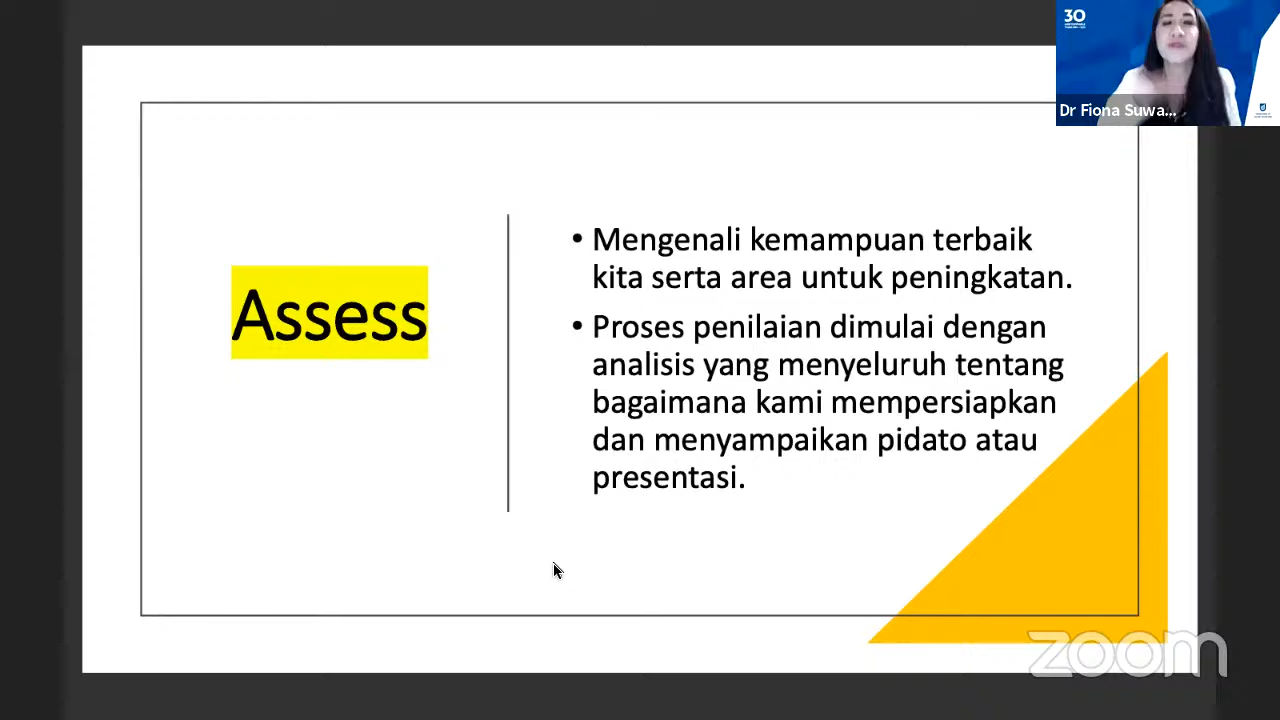 30
Dr Fiona Suwa...
Assess
• Mengenali kemampuan terbaik
kita serta area untuk peningkatan.
• Proses penilaian dimulai dengan
analisis yang menyeluruh tentang
bagaimana kami mempersiapkan
dan menyampaikan pidato atau
presentasi.
zoom